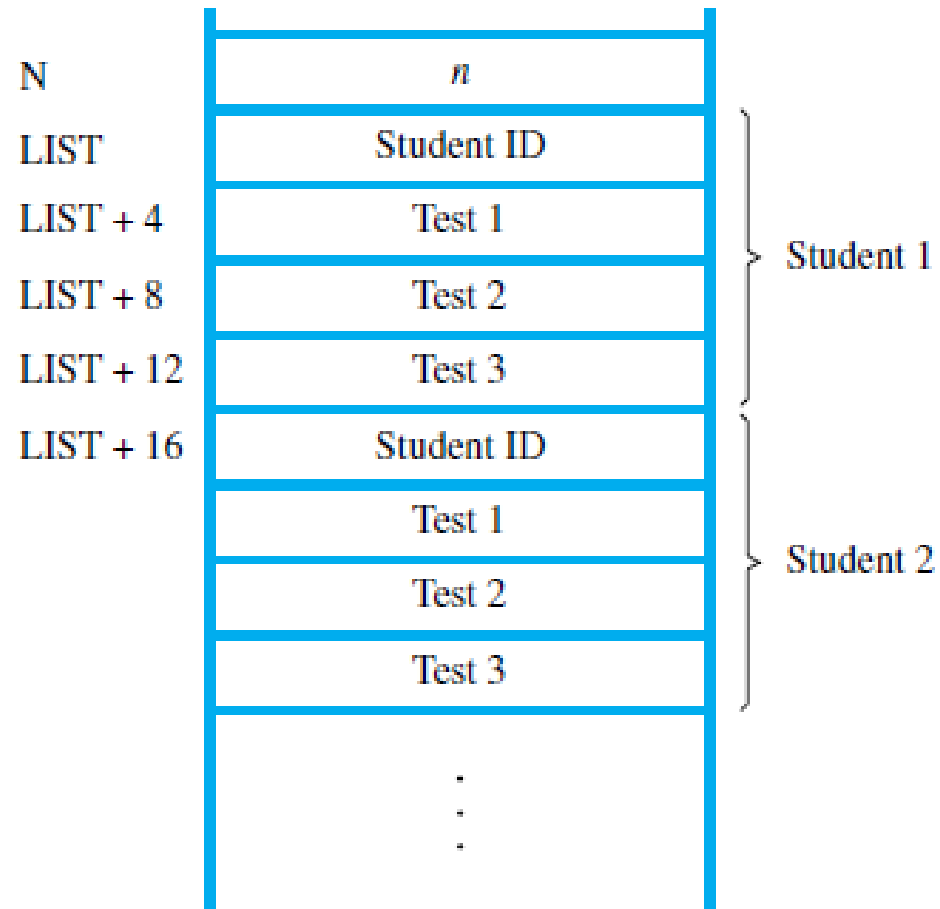 N n
LIST Student ID
LIST + 4 Test 1
LIST + 8 Test 2
Student 1
LIST + 12 Test 3
LIST + 16 Student ID
Test 1
Student 2
Test 2
Test 3